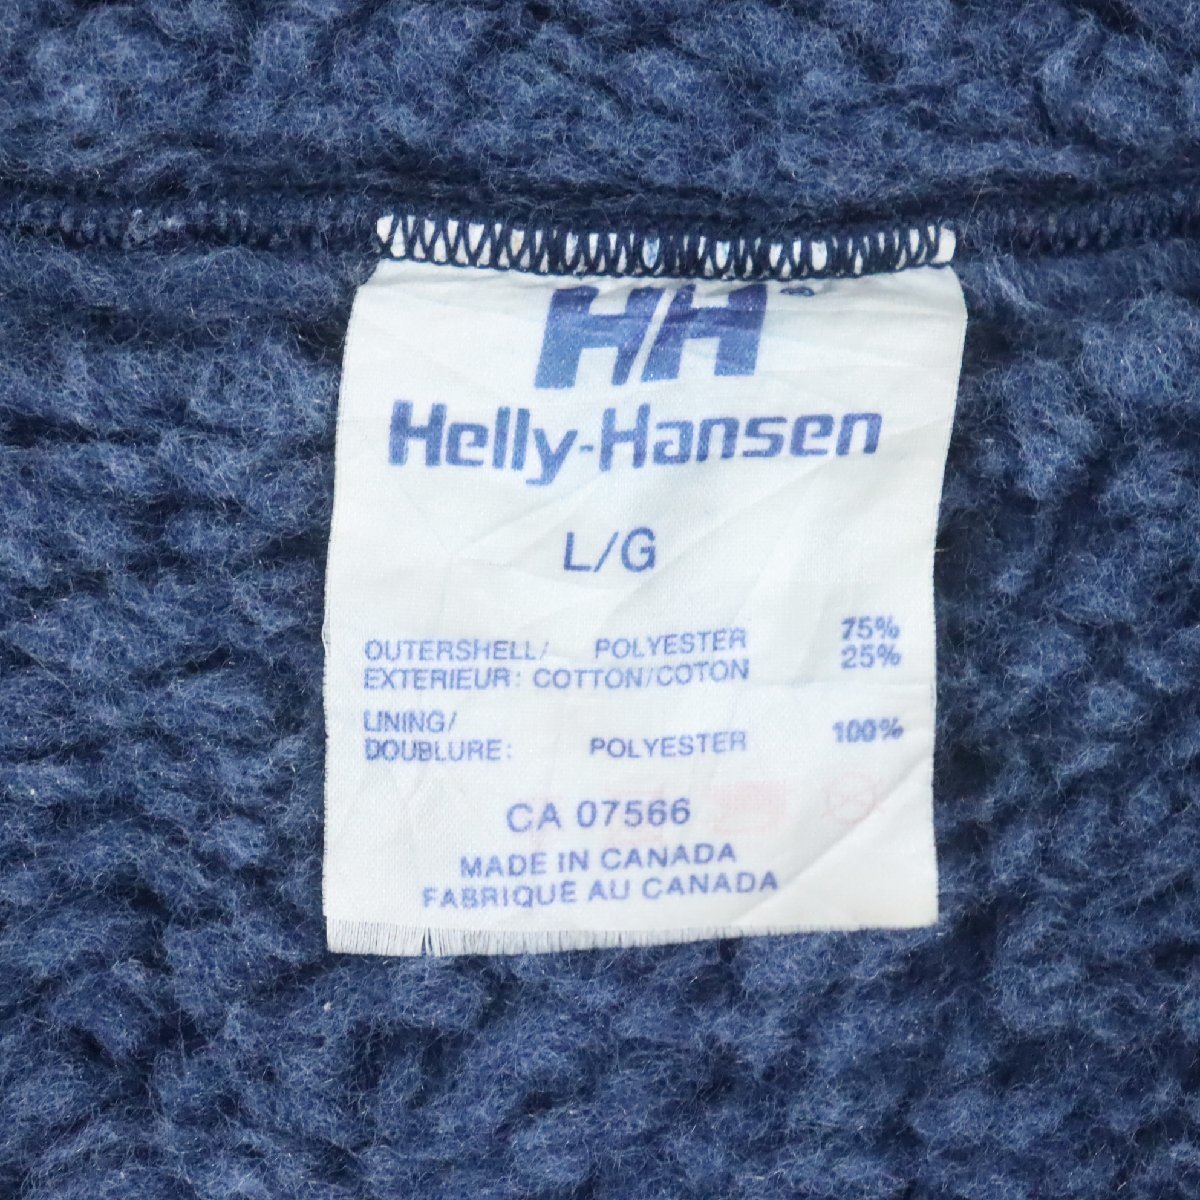 HH®
Helly-Hansen
L/G
OUTERSHELL/ POLYESTER 75%
EXTERIEUR: COTTON/COTON 25%
LINING/
DOUBLURE: POLYESTER 100%
CA 07566
MADE IN CANADA
FABRIQUE AU CANADA